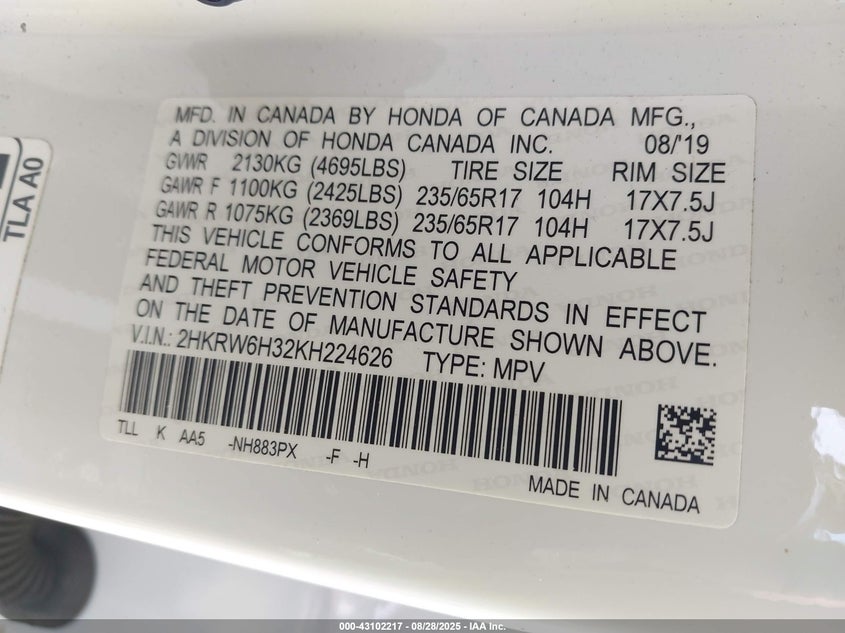 MFD. IN CANADA BY HONDA OF CANADA MFG.,
A DIVISION OF HONDA CANADA INC. 08/'19
GVWR 2130KG (4695LBS) TIRE SIZE RIM SIZE
GAWR F 1100KG (2425LBS) 235/65R17 104H 17X7.5J
GAWR R 1075KG (2369LBS) 235/65R17 104H 17X7.5J
THIS VEHICLE CONFORMS TO ALL APPLICABLE
FEDERAL MOTOR VEHICLE SAFETY
AND THEFT PREVENTION STANDARDS IN EFFECT
ON THE DATE OF MANUFACTURE SHOWN ABOVE.
V.I.N.: 2HKRW6H32KH224626 TYPE: MPV
TLL K AA5 -NH883PX -F -H
MADE IN CANADA
TLA A0
000-43102217 - 08/28/2025 - IAA Inc.